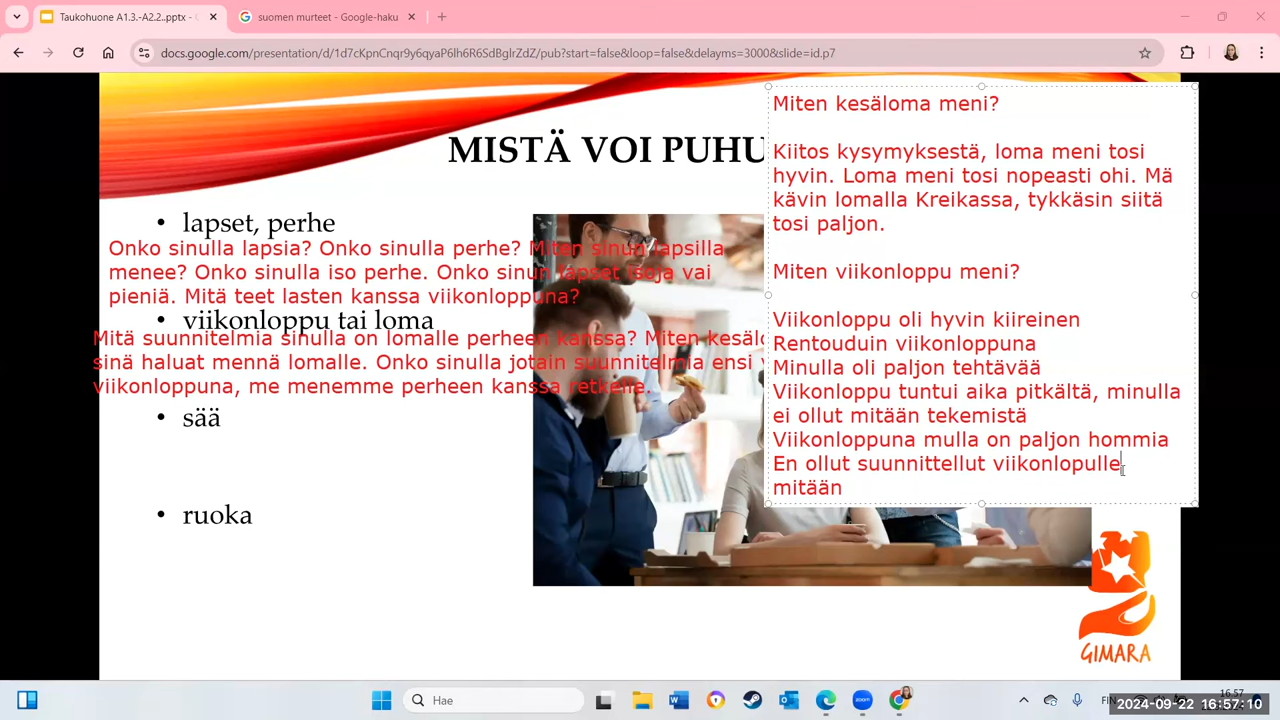 Taukohuone A1.3.-A2.2..pptx -
suomen murteet - Google-haku
docs.google.com/presentation/d/1d7cKpnCnqr9y6qyaP6lh6R6SdBglrZdZ/pub?start=false&loop=false&delayms=3000&slide=id.p7
MISTÄ VOI PUHU
• lapset, perhe
Onko sinulla lapsia? Onko sinulla perhe? Miten sinun lapsilla
menee? Onko sinulla iso perhe. Onko sinun lapset isoja vai
pieniä. Mitä teet lasten kanssa viikonloppuna?
• viikonloppu tai loma
Mitä suunnitelmia sinulla on lomalle perheen kanssa? Miten kesälo
sinä haluat mennä lomalle. Onko sinulla jotain suunnitelmia ensi
viikonloppuna, me menemme perheen kanssa retkelle.
• sää
• ruoka
Miten kesäloma meni?
Kiitos kysymyksestä, loma meni tosi
hyvin. Loma meni tosi nopeasti ohi. Mä
kävin lomalla Kreikassa, tykkäsin siitä
tosi paljon.
Miten viikonloppu meni?
Viikonloppu oli hyvin kiireinen
Rentouduin viikonloppuna
Minulla oli paljon tehtävää
Viikonloppu tuntui aika pitkältä, minulla
ei ollut mitään tekemistä
Viikonloppuna mulla on paljon hommia
En ollut suunnittellut viikonlopulle
mitään
GIMARA
Hae
FIN
16.57
2024-09-22 16:57:10